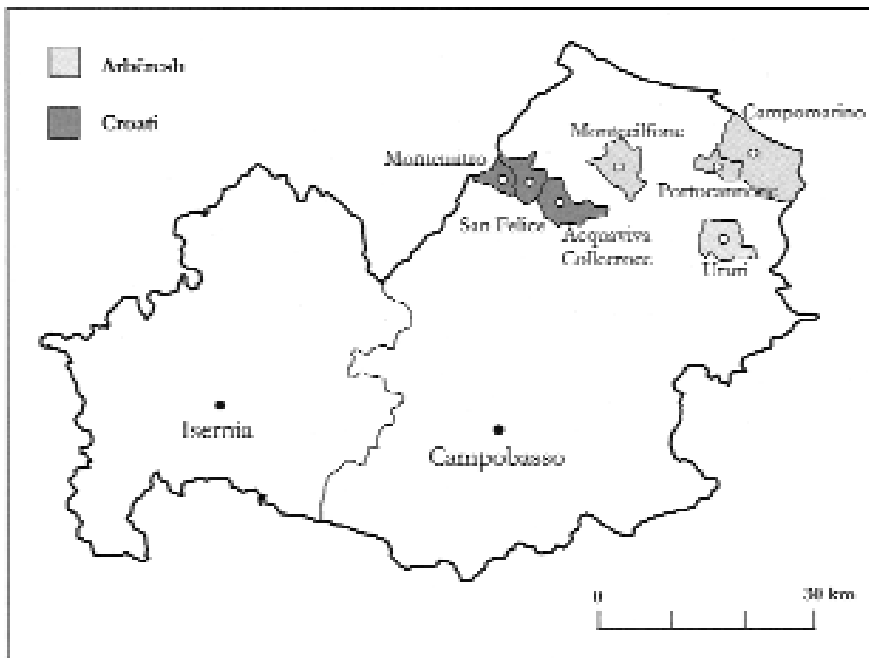 Arbëresh
Croati
Campomarino
Montecilfone
Montemitro
Portocannone
San Felice
Acquaviva
Collecroce
Ururi
Isernia
Campobasso
0 30 km